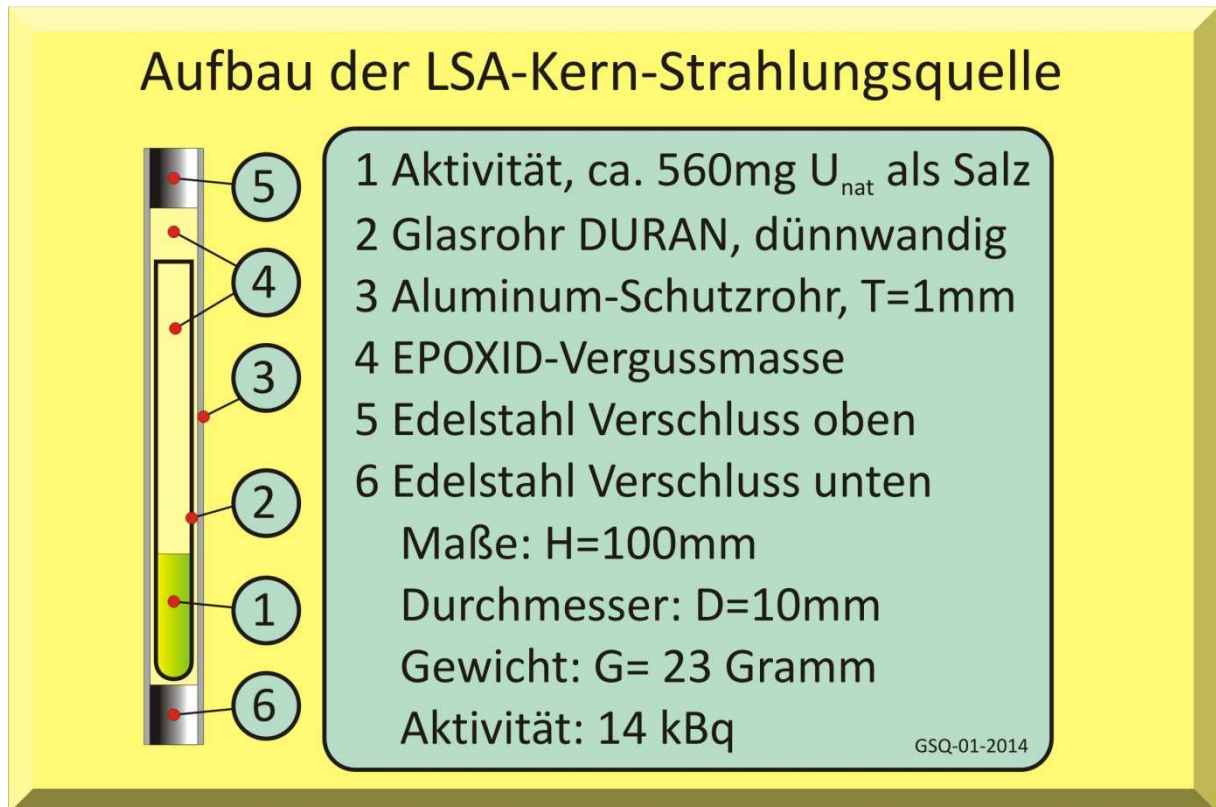 Aufbau der LSA-Kern-Strahlungsquelle
5
4
3
2
1
6
1 Aktivität, ca. 560mg Unat als Salz
2 Glasrohr DURAN, dünnwandig
3 Aluminum-Schutzrohr, T=1mm
4 EPOXID-Vergussmasse
5 Edelstahl Verschluss oben
6 Edelstahl Verschluss unten
Maße: H=100mm
Durchmesser: D=10mm
Gewicht: G= 23 Gramm
Aktivität: 14 kBq
GSQ-01-2014